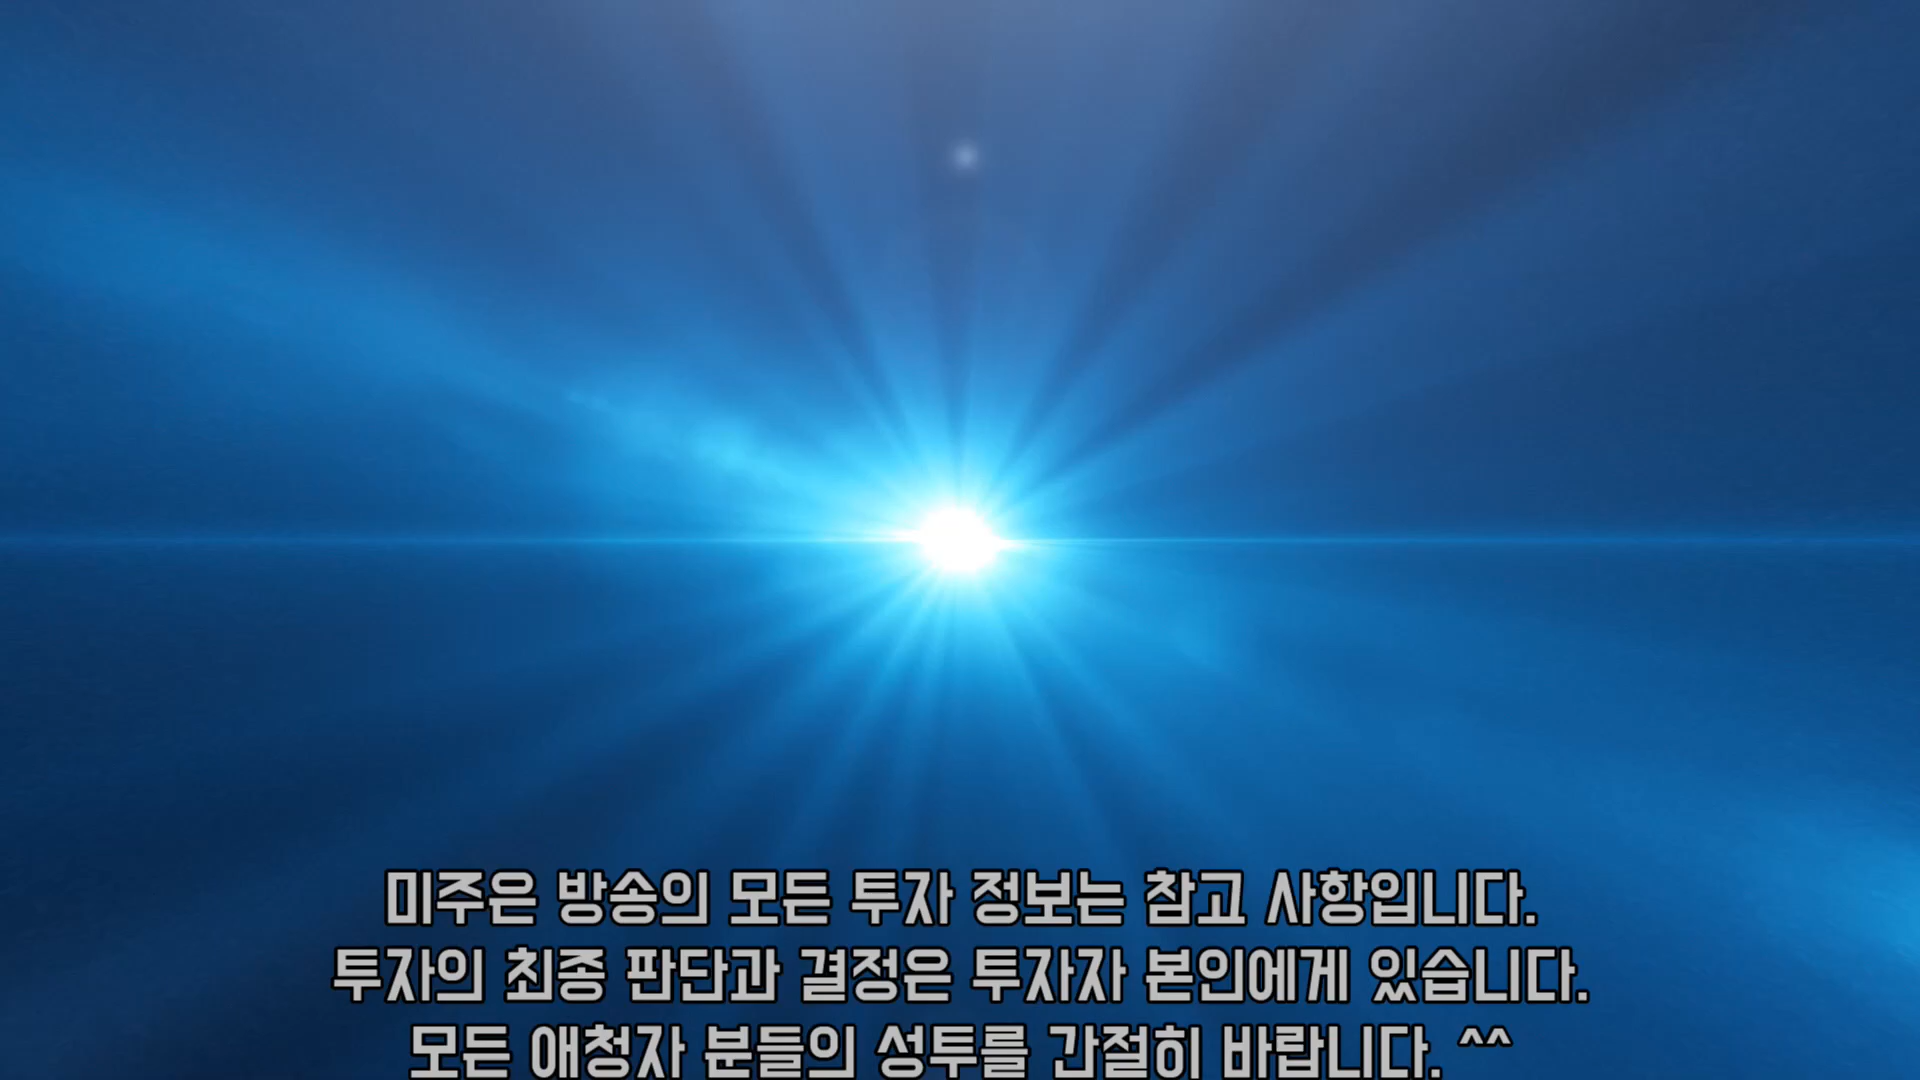 미주은 방송의 모든 투자 정보는 참고 사항입니다.
투자의 최종 판단과 결정은 투자자 본인에게 있습니다.
모든 애청자 분들의 성투를 간절히 바랍니다. ^^